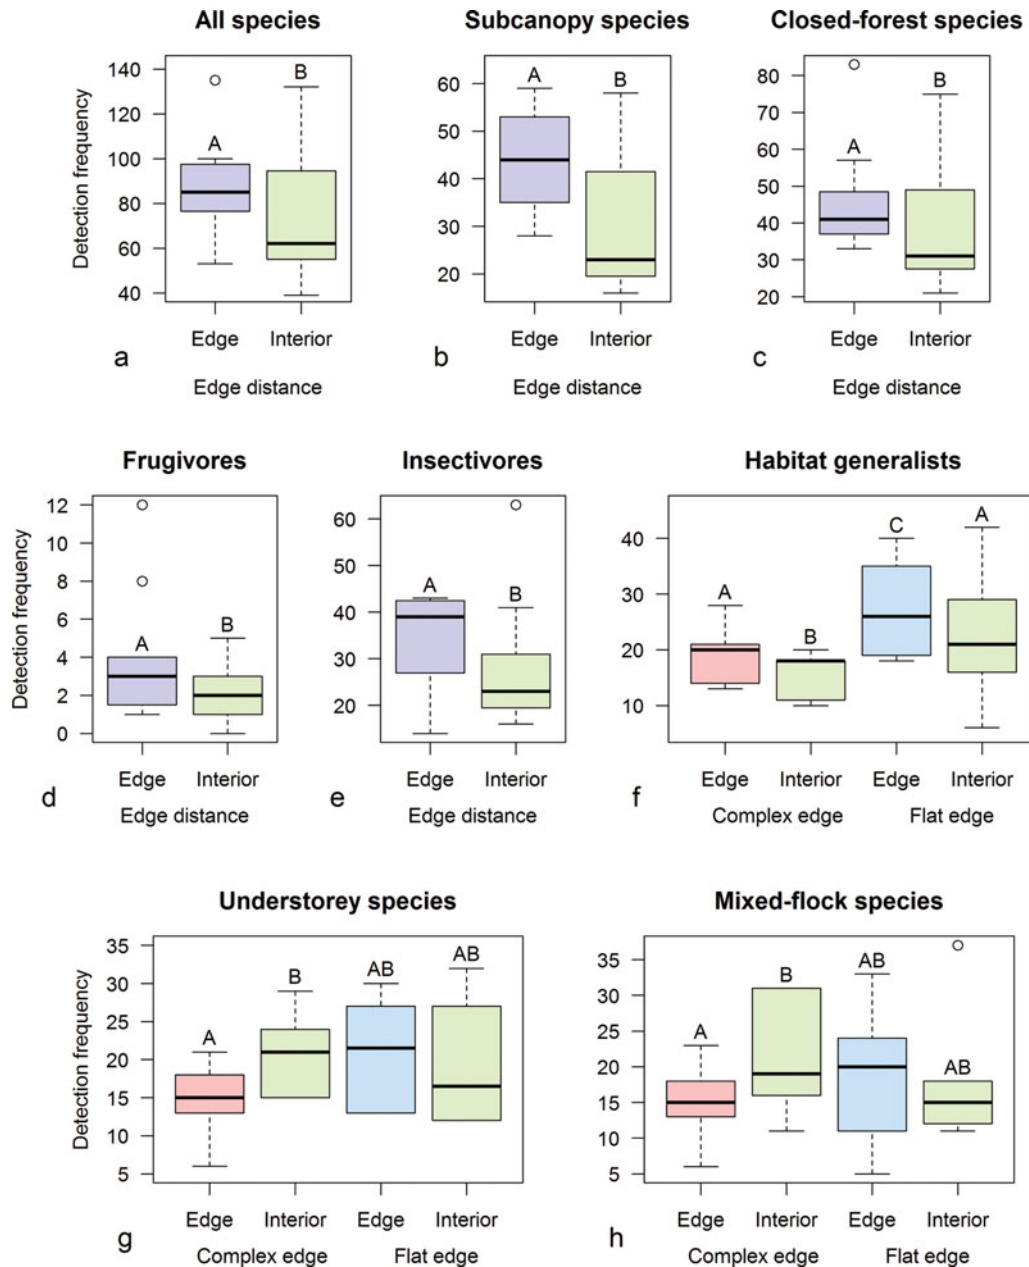 All species
Subcanopy species
Closed-forest species
Detection frequency
140
120
100
80
60
40
A
B
Edge
Interior
a
Edge distance
60
50
40
30
20
A
B
Edge
Interior
b
Edge distance
80
70
60
50
40
30
20
A
B
Edge
Interior
c
Edge distance
Frugivores
Insectivores
Habitat generalists
Detection frequency
12
10
8
6
4
2
0
A
B
Edge
Interior
d
Edge distance
60
50
40
30
20
A
B
Edge
Interior
e
Edge distance
40
30
20
10
A
B
C
A
Edge
Interior
Edge
Interior
f
Complex edge
Flat edge
Understorey species
Mixed-flock species
Detection frequency
35
30
25
20
15
10
5
A
B
AB
AB
Edge
Interior
Edge
Interior
g
Complex edge
Flat edge
35
30
25
20
15
10
5
A
B
AB
AB
Edge
Interior
Edge
Interior
h
Complex edge
Flat edge